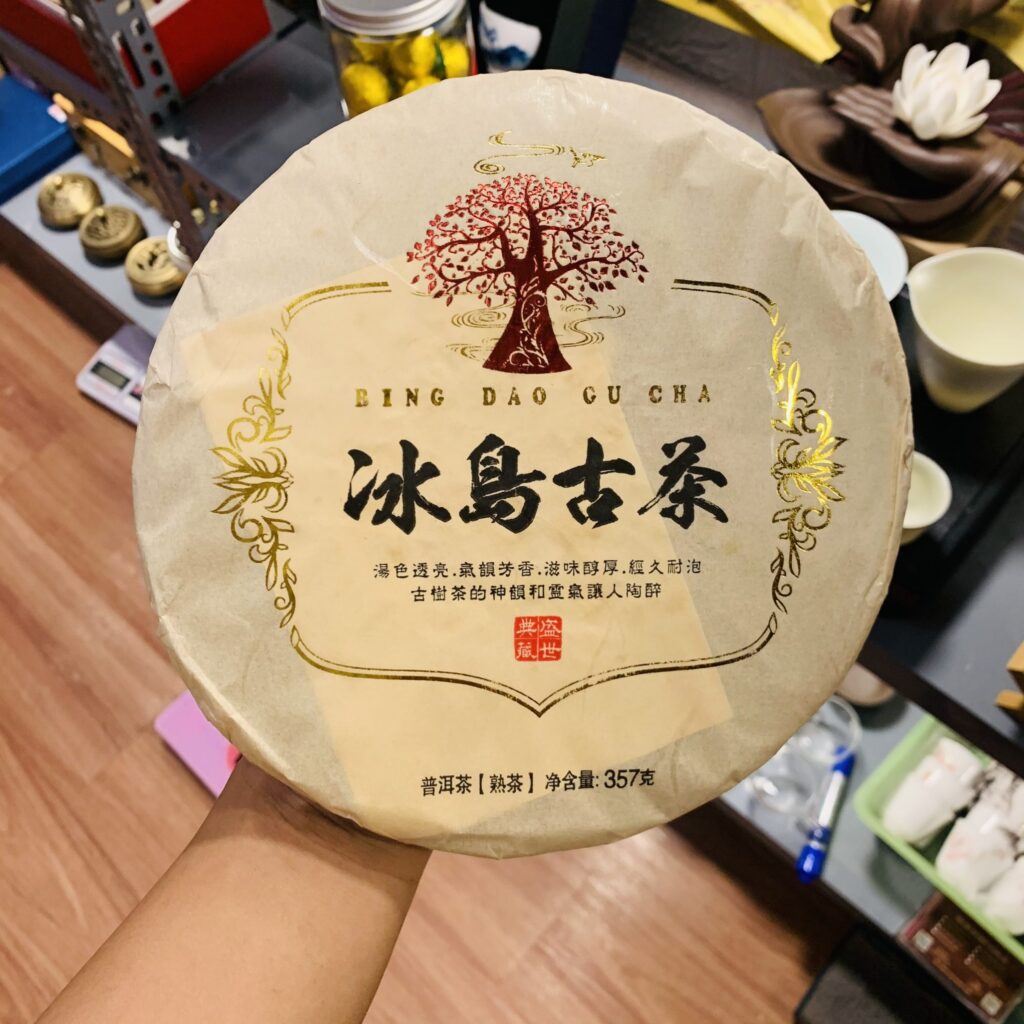 BING DAO GU CHA
冰島古茶
湯色透亮.氣韻芳香.滋味醇厚.經久耐泡
古樹茶的神韻和靈氣讓人陶醉
盛世
典藏
普洱茶【熟茶】 净含量: 357克